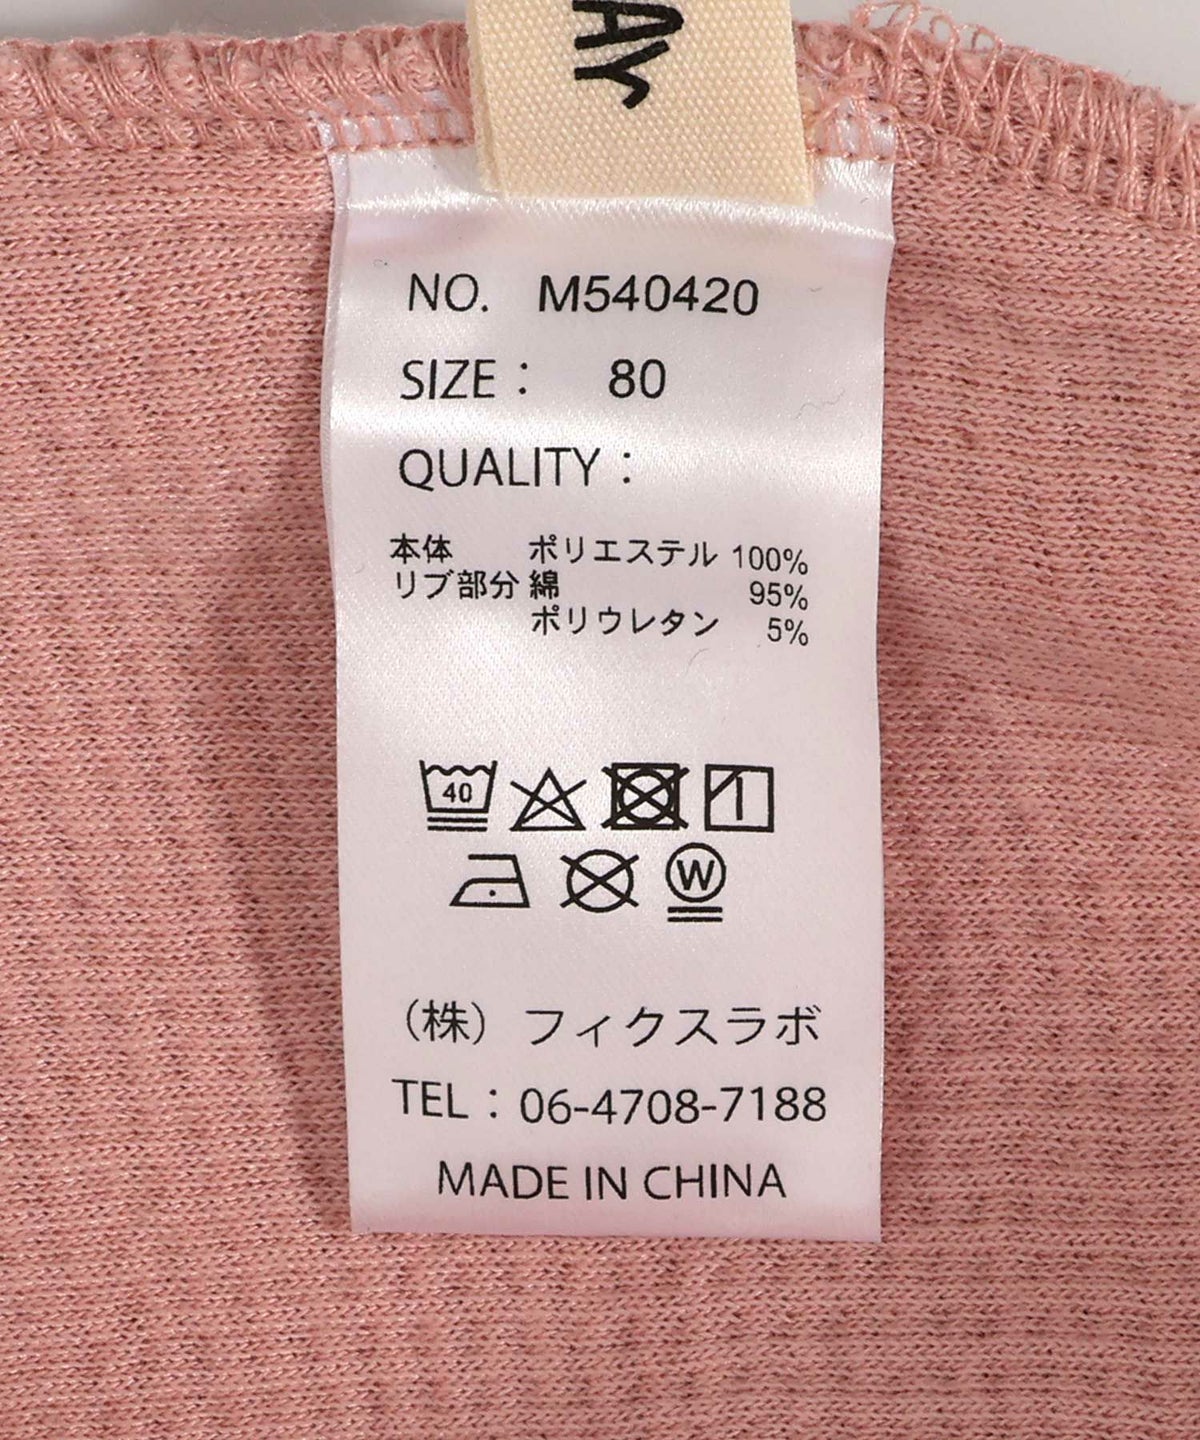 AY
NO. M540420
SIZE： 80
QUALITY：
本体 ポリエステル 100%
リブ部分 綿 95%
ポリウレタン 5%
40
W
（株）フィクスラボ
TEL：06-4708-7188
MADE IN CHINA